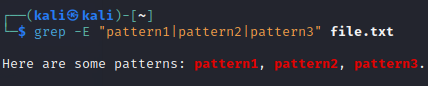 ┌──(kali㉿kali)-[~]
└─$ grep -E "pattern1|pattern2|pattern3" file.txt
Here are some patterns: pattern1, pattern2, pattern3.